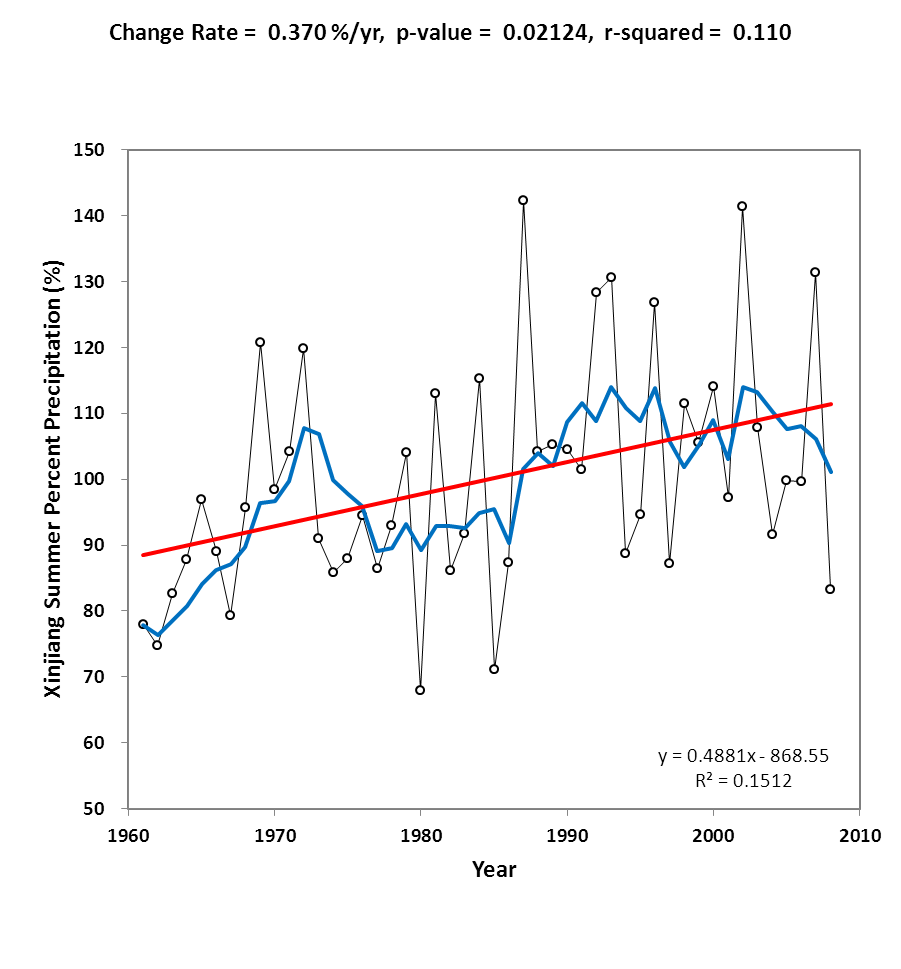 Change Rate = 0.370 %/yr, p-value = 0.02124, r-squared = 0.110
150
140
130
120
110
100
90
80
70
60
50
Xinjiang Summer Percent Precipitation (%)
y = 0.4881x - 868.55
R² = 0.1512
1960 1970 1980 1990 2000 2010
Year